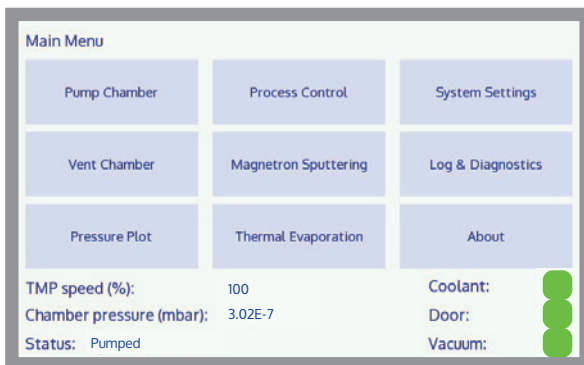 Main Menu
Pump Chamber Process Control System Settings
Vent Chamber Magnetron Sputtering Log & Diagnostics
Pressure Plot Thermal Evaporation About
TMP speed (%): 100 Coolant:
Chamber pressure (mbar): 3.02E-7 Door:
Status: Pumped Vacuum: